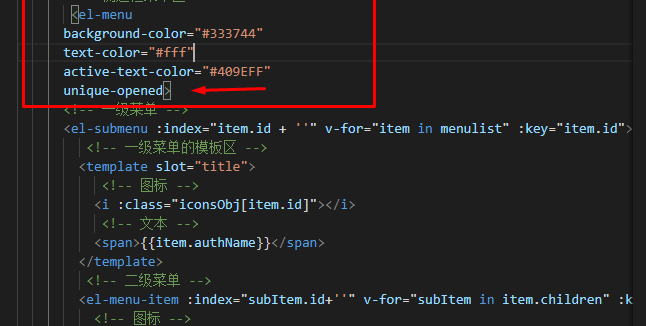 <el-menu
background-color="#333744"
text-color="#fff"
active-text-color="#409EFF"
unique-opened>
<!-- 一级菜单 -->
<el-submenu :index="item.id + ''" v-for="item in menulist" :key="item.id">
<!-- 一级菜单的模板区 -->
<template slot="title">
<!-- 图标 -->
<i :class="iconsObj[item.id]"></i>
<!-- 文本 -->
<span>{{item.authName}}</span>
</template>
<!-- 二级菜单 -->
<el-menu-item :index="subItem.id+''" v-for="subItem in item.children" :k
<!-- 图标 -->